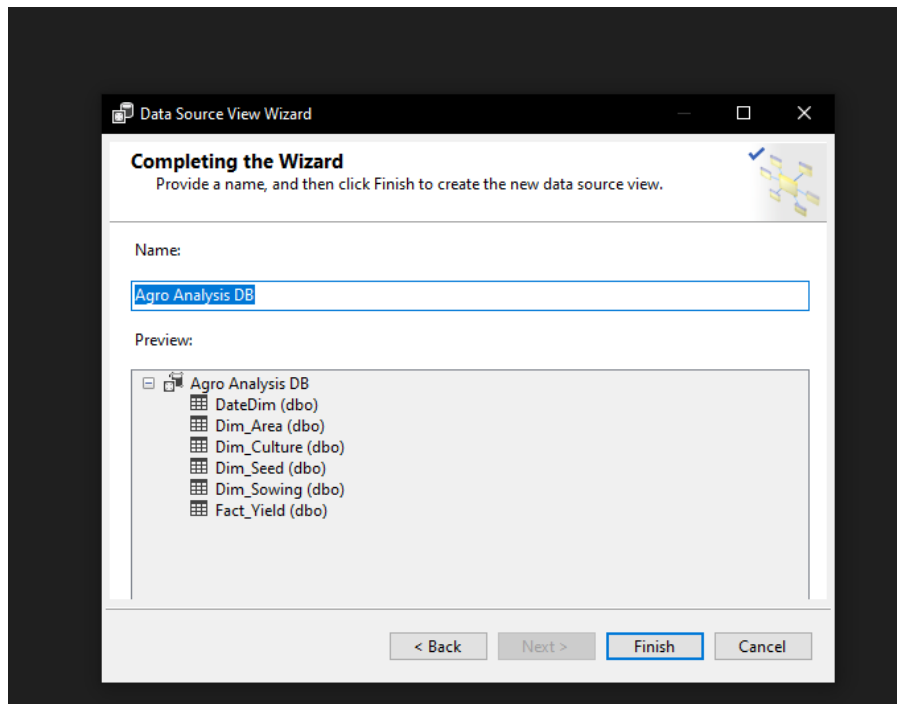 Data Source View Wizard
Completing the Wizard
Provide a name, and then click Finish to create the new data source view.
Name:
Agro Analysis DB
Preview:
Agro Analysis DB
DateDim (dbo)
Dim_Area (dbo)
Dim_Culture (dbo)
Dim_Seed (dbo)
Dim_Sowing (dbo)
Fact_Yield (dbo)
< Back Next > Finish Cancel